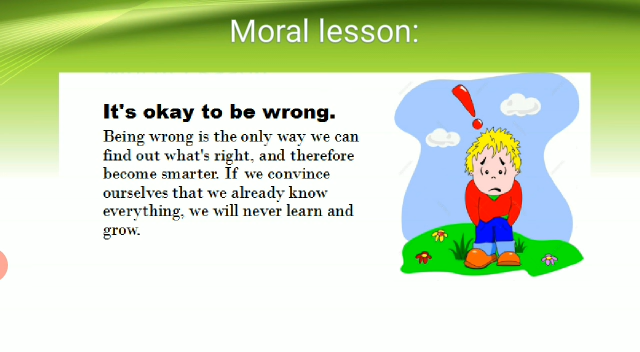 Moral lesson:
It's okay to be wrong.
Being wrong is the only way we can
find out what's right, and therefore
become smarter. If we convince
ourselves that we already know
everything, we will never learn and
grow.